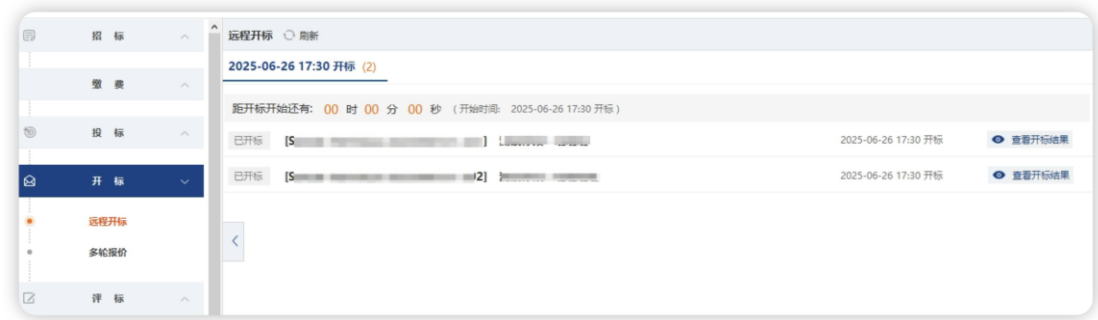 招 标
缴 费
投 标
开 标
远程开标
多轮报价
评 标
远程开标 刷新
2025-06-26 17:30 开标 (2)
距开标开始还有: 00 时 00 分 00 秒 (开始时间: 2025-06-26 17:30 开标)
已开标 [S ] 2025-06-26 17:30 开标 查看开标结果
已开标 [S 02] 2025-06-26 17:30 开标 查看开标结果